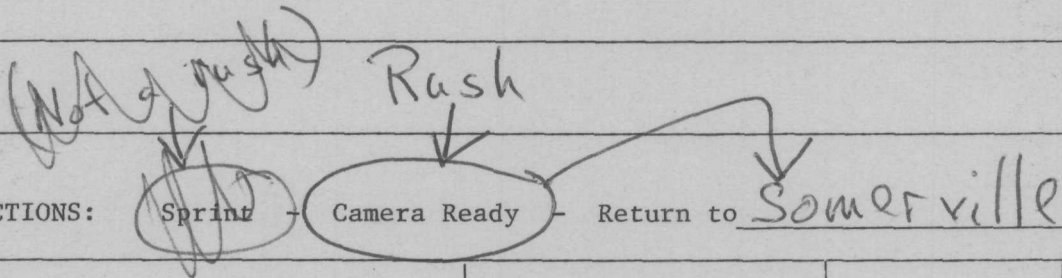 (Not a rush) Rush
CTIONS: Sprint - Camera Ready - Return to Somerville